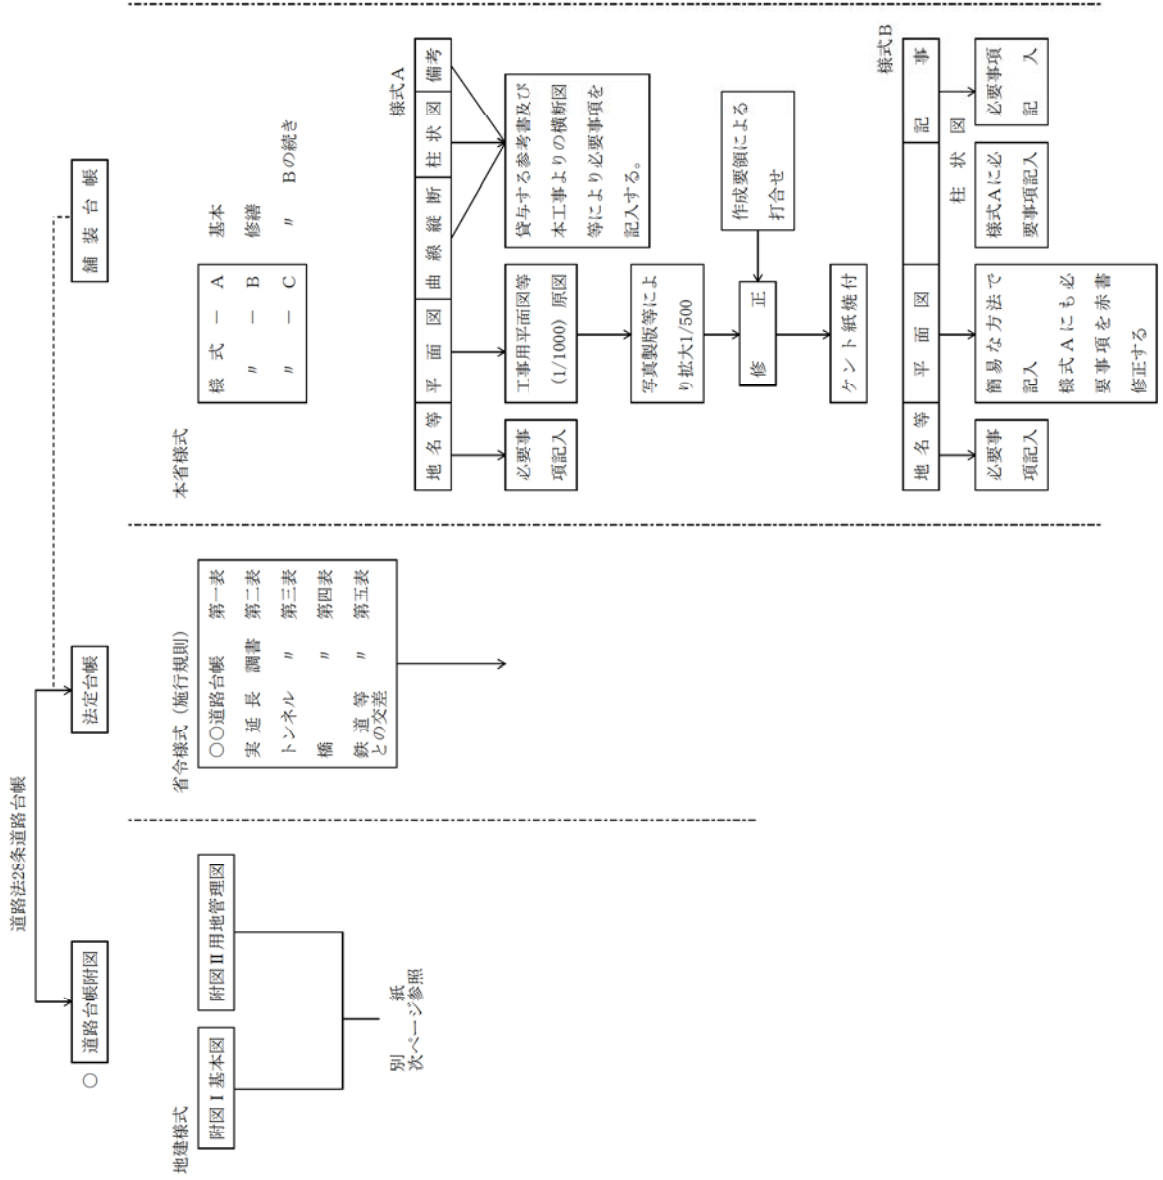 道路法28条道路台帳
○ 道路台帳附図
法定台帳
舗装台帳
地建様式
附図Ⅰ基本図
附図Ⅱ用地管理図
別紙
次ページ参照
省令様式(施行規則)
○○道路台帳 第一表
実延長調書 第二表
トンネル 〃 第三表
橋 〃 第四表
鉄道等との交差 〃 第五表
本省様式
様式-A 基本
〃-B 修繕
〃-C 〃 Bの続き
様式A
地名等
平面図
曲線縦断
柱状図
備考
必要事
項記入
工事用平面図等
(1/1000)原図
写真製版等によ
り拡大1/500
修正
作成要領による
打合せ
ケント紙焼付
貸与する参考書及び
本工事よりの横断図
等により必要事項を
記入する。
様式B
地名等
平面図
記事
柱状図
必要事
項記入
簡易な方法で
記入
様式Aにも必
要事項を赤書
修正する
様式Aに必
要事項記入
必要事項
記入